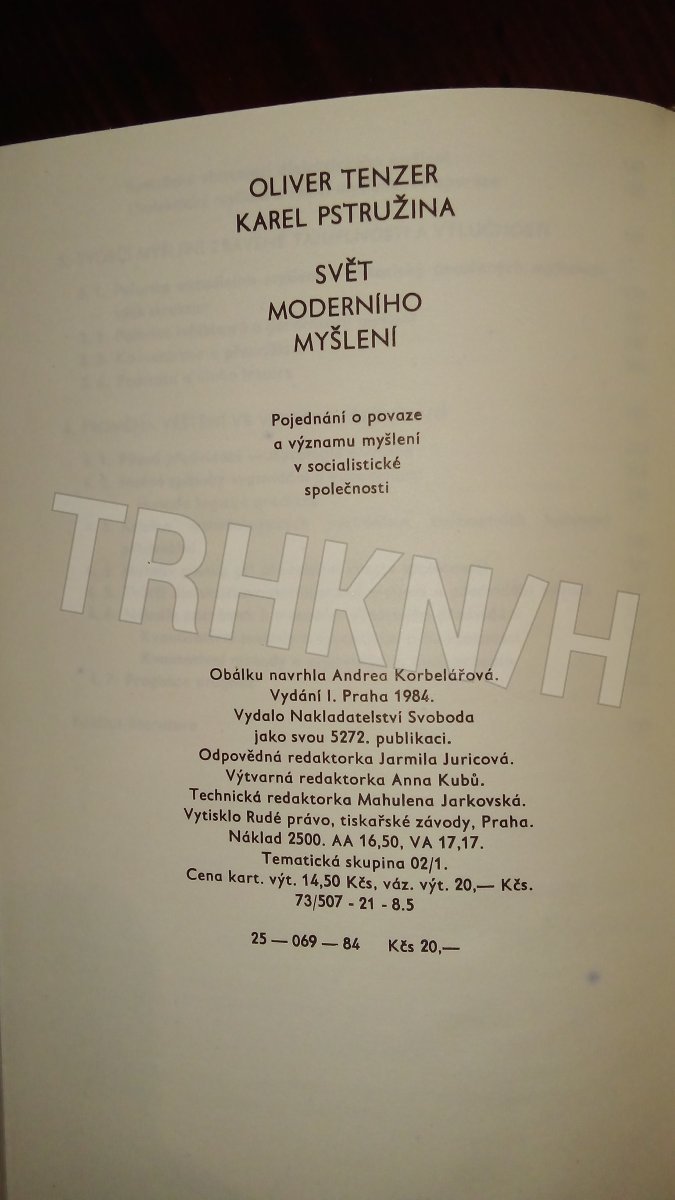 OLIVER TENZER
KAREL PSTRUŽINA
SVĚT
MODERNÍHO
MYŠLENÍ
Pojednání o povaze
a významu myšlení
v socialistické
společnosti
TRHKN/H
Obálku navrhla Andrea Korbelářová.
Vydání I. Praha 1984.
Vydalo Nakladatelství Svoboda
jako svou 5272. publikaci.
Odpovědná redaktorka Jarmila Juricová.
Výtvarná redaktorka Anna Kubů.
Technická redaktorka Mahulena Jarkovská.
Vytisklo Rudé právo, tiskařské závody, Praha.
Náklad 2500. AA 16,50, VA 17,17.
Tematická skupina 02/1.
Cena kart. výt. 14,50 Kčs, váz. výt. 20,— Kčs.
73/507 - 21 - 8.5
25 — 069 — 84 Kčs 20,—